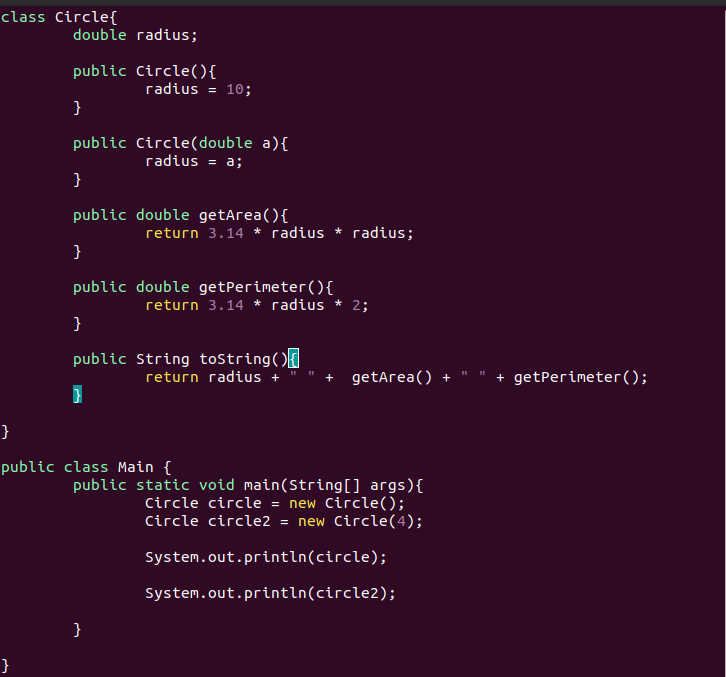 class Circle{
        double radius;

        public Circle(){
                radius = 10;
        }

        public Circle(double a){
                radius = a;
        }

        public double getArea(){
                return 3.14 * radius * radius;
        }

        public double getPerimeter(){
                return 3.14 * radius * 2;
        }

        public String toString(){
                return radius + " " +  getArea() + " " + getPerimeter();
        }

}

public class Main {
        public static void main(String[] args){
                Circle circle = new Circle();
                Circle circle2 = new Circle(4);

                System.out.println(circle);

                System.out.println(circle2);

        }

}